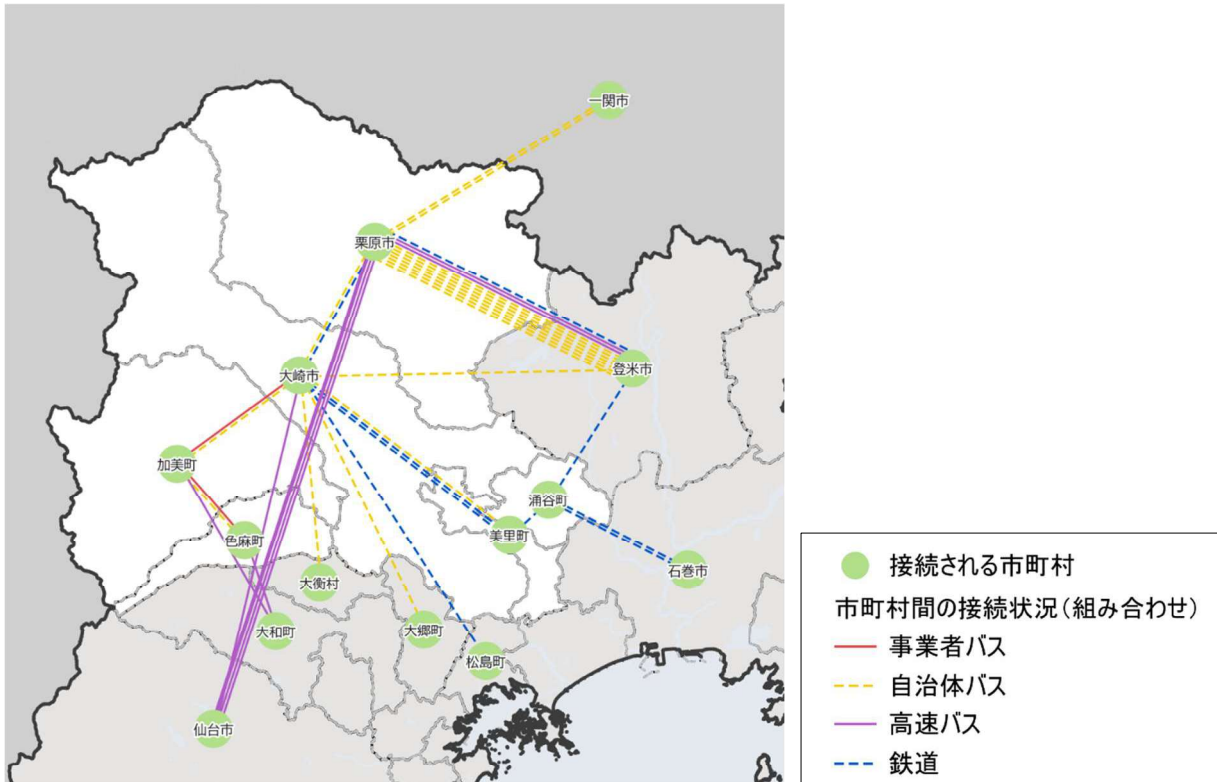 一関市
栗原市
大崎市
登米市
加美町
涌谷町
美里町
色麻町
石巻市
大衡村
大和町
大郷町
松島町
仙台市
接続される市町村
市町村間の接続状況(組み合わせ)
事業者バス
自治体バス
高速バス
鉄道